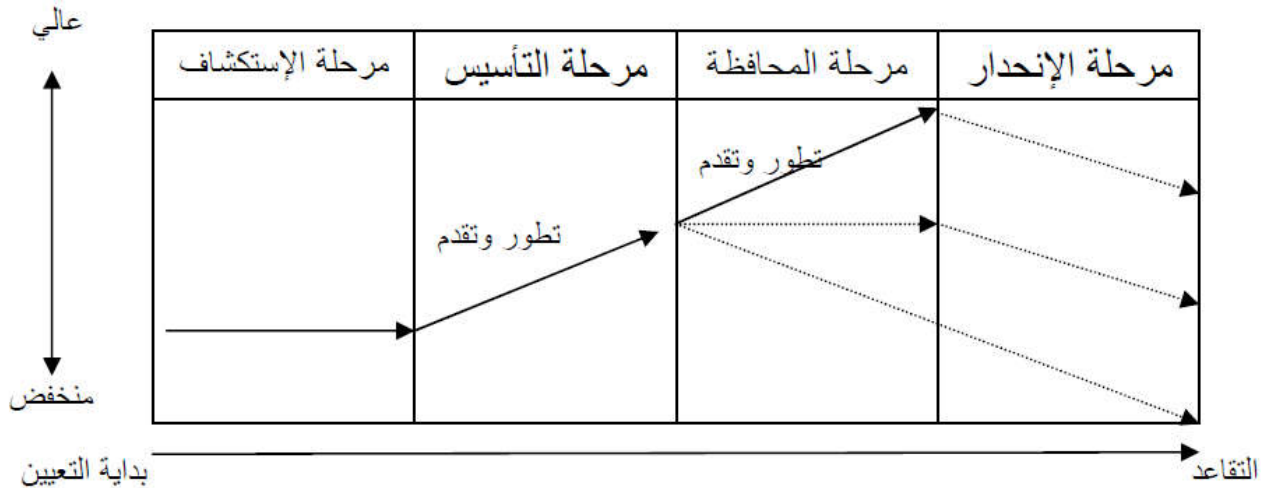 عالي
مرحلة الإستكشاف
مرحلة التأسيس
مرحلة المحافظة
مرحلة الإنحدار
تطور وتقدم
تطور وتقدم
منخفض
بداية التعيين
التقاعد